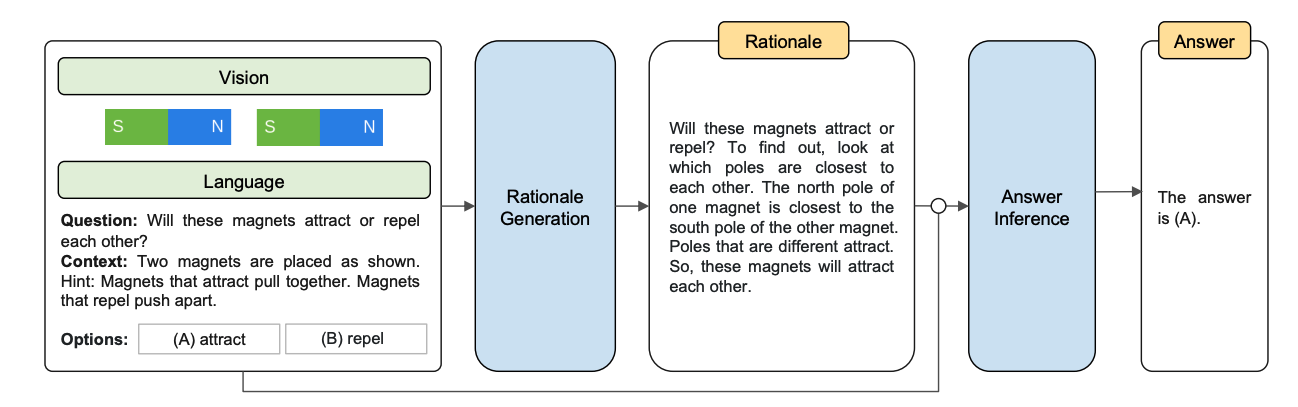 Vision
S N S N
Language
Question: Will these magnets attract or repel
each other?
Context: Two magnets are placed as shown.
Hint: Magnets that attract pull together. Magnets
that repel push apart.
Options: (A) attract (B) repel
Rationale
Generation
Rationale
Will these magnets attract or
repel? To find out, look at
which poles are closest to
each other. The north pole of
one magnet is closest to the
south pole of the other magnet.
Poles that are different attract.
So, these magnets will attract
each other.
Answer
Inference
Answer
The answer
is (A).